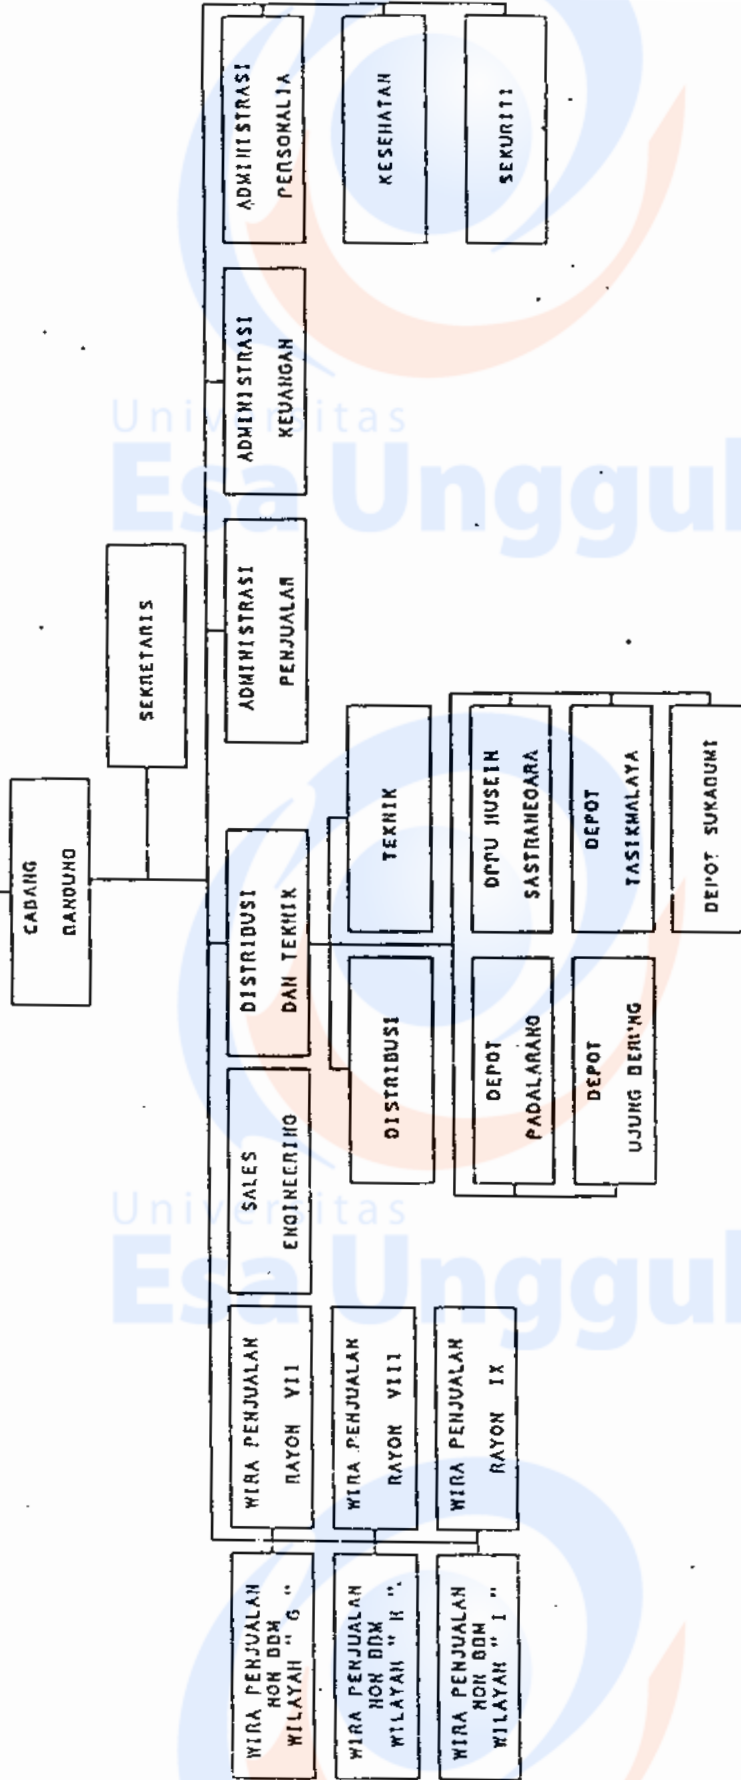 CABANG
BANDUNG
SEKRETARIS
WIRA PENJUALAN
NON BBM
WILAYAH " G "
WIRA PENJUALAN
RAYON VII
SALES
ENGINEERING
DISTRIBUSI
DAN TEKNIK
ADMINISTRASI
PENJUALAN
ADMINISTRASI
KEUANGAN
ADMINISTRASI
PERSONALIA
WIRA PENJUALAN
NON BBM
WILAYAH " H ".
WIRA PENJUALAN
RAYON VIII
DISTRIBUSI
TEKNIK
KESEHATAN
WIRA PENJUALAN
NON BBM
WILAYAH " I "
WIRA PENJUALAN
RAYON IX
DEPOT
PADALARANG
DPPU HUSEIN
SASTRANEGARA
SEKURITI
DEPOT
UJUNG BERUNG
DEPOT
TASIKMALAYA
DEPOT SUKABUMI
Universitas
Esa Unggul
Universitas
Esa Unggul